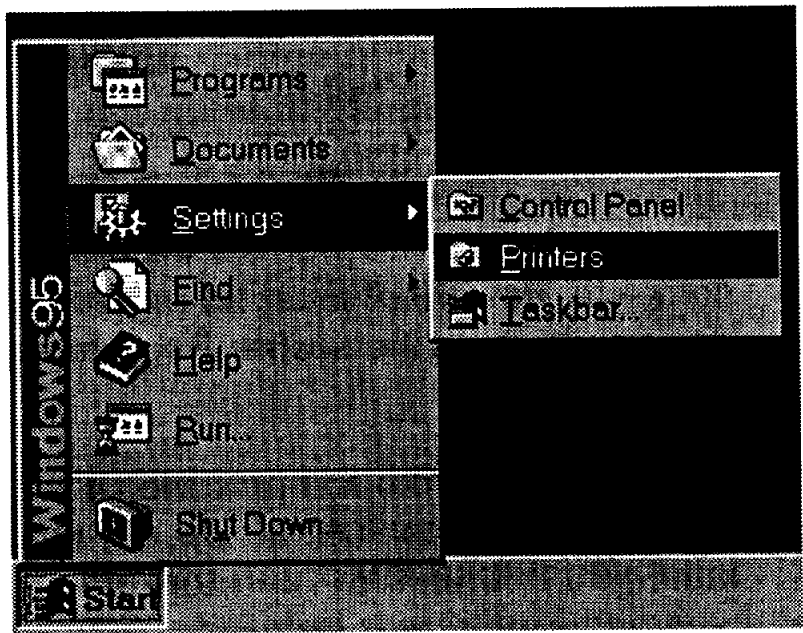 Programs
Documents
Settings
Find
Help
Run...
Shut Down...
Windows95
Control Panel
Printers
Taskbar...
Start